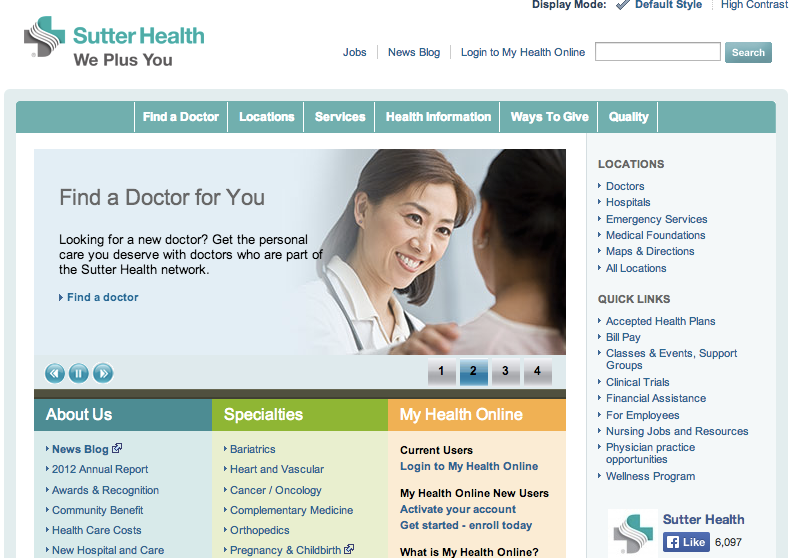 Display Mode: Default Style High Contrast
Sutter Health
We Plus You
Jobs News Blog Login to My Health Online Search
Find a Doctor Locations Services Health Information Ways To Give Quality
Find a Doctor for You
Looking for a new doctor? Get the personal
care you deserve with doctors who are part of
the Sutter Health network.
Find a doctor
1 2 3 4
About Us
News Blog
2012 Annual Report
Awards & Recognition
Community Benefit
Health Care Costs
New Hospital and Care
Specialties
Bariatrics
Heart and Vascular
Cancer / Oncology
Complementary Medicine
Orthopedics
Pregnancy & Childbirth
My Health Online
Current Users
Login to My Health Online
My Health Online New Users
Activate your account
Get started - enroll today
What is My Health Online?
LOCATIONS
Doctors
Hospitals
Emergency Services
Medical Foundations
Maps & Directions
All Locations
QUICK LINKS
Accepted Health Plans
Bill Pay
Classes & Events, Support
Groups
Clinical Trials
Financial Assistance
For Employees
Nursing Jobs and Resources
Physician practice
opportunities
Wellness Program
Sutter Health
Like 6,097